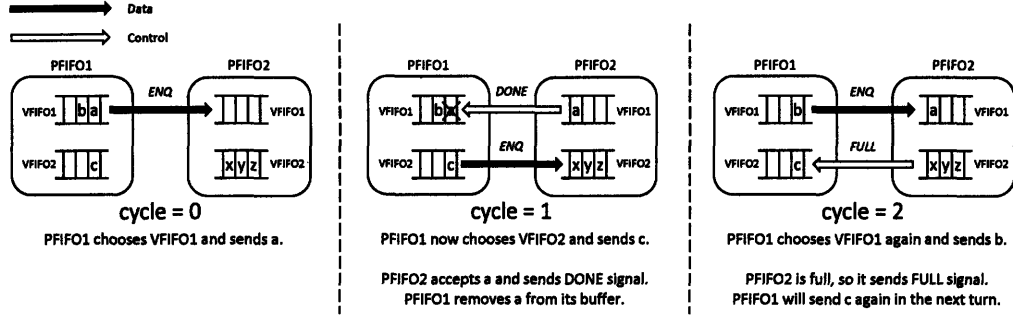 Data
Control
PFIFO1 PFIFO2
ENQ
VFIFO1 b a VFIFO1
VFIFO2 c x y z VFIFO2
cycle = 0
PFIFO1 chooses VFIFO1 and sends a.
PFIFO1 PFIFO2
DONE
VFIFO1 b a a VFIFO1
ENQ
VFIFO2 c x y z VFIFO2
cycle = 1
PFIFO1 now chooses VFIFO2 and sends c.
PFIFO2 accepts a and sends DONE signal.
PFIFO1 removes a from its buffer.
PFIFO1 PFIFO2
ENQ
VFIFO1 b a VFIFO1
FULL
VFIFO2 c x y z VFIFO2
cycle = 2
PFIFO1 chooses VFIFO1 again and sends b.
PFIFO2 is full, so it sends FULL signal.
PFIFO1 will send c again in the next turn.